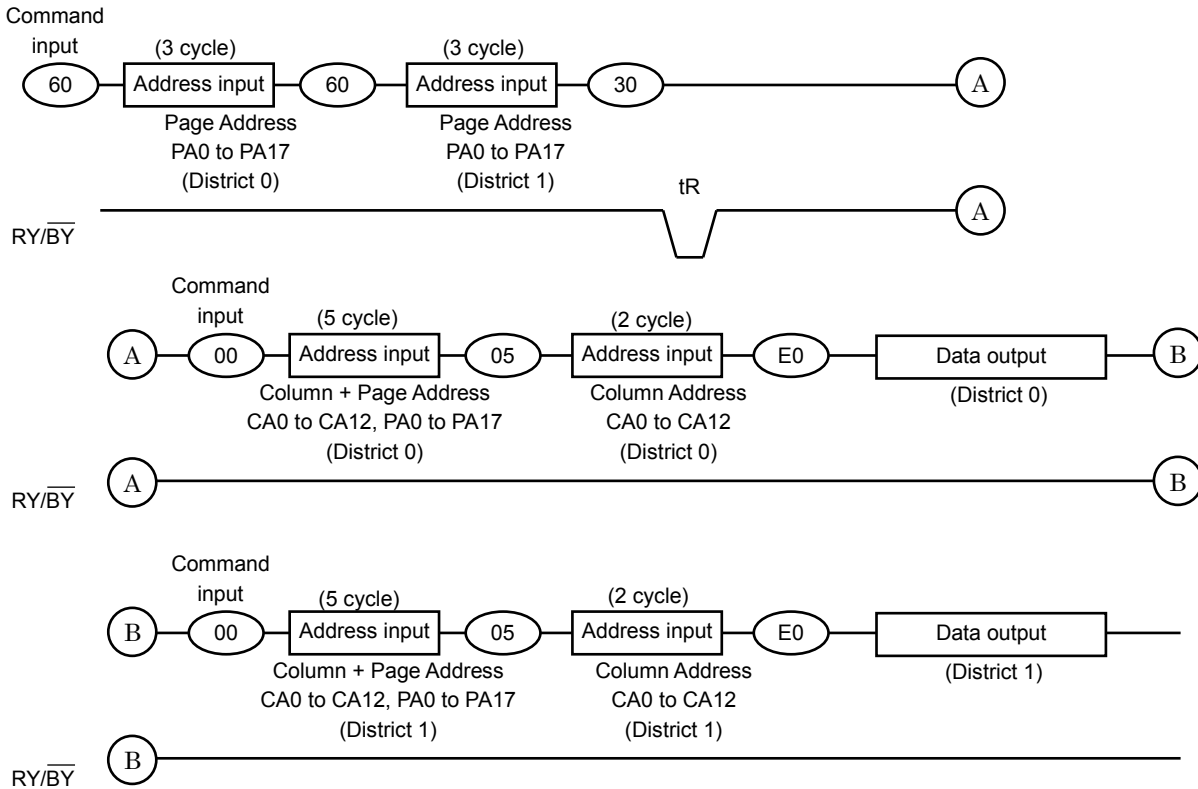 Command
input
(3 cycle) (3 cycle)
60 Address input 60 Address input 30 A
Page Address Page Address
PA0 to PA17 PA0 to PA17
(District 0) (District 1)
tR
RY/BY A
Command
input
(5 cycle) (2 cycle)
A 00 Address input 05 Address input E0 Data output B
Column + Page Address Column Address (District 0)
CA0 to CA12, PA0 to PA17 CA0 to CA12
(District 0) (District 0)
RY/BY A B
Command
input
(5 cycle) (2 cycle)
B 00 Address input 05 Address input E0 Data output
Column + Page Address Column Address (District 1)
CA0 to CA12, PA0 to PA17 CA0 to CA12
(District 1) (District 1)
RY/BY B